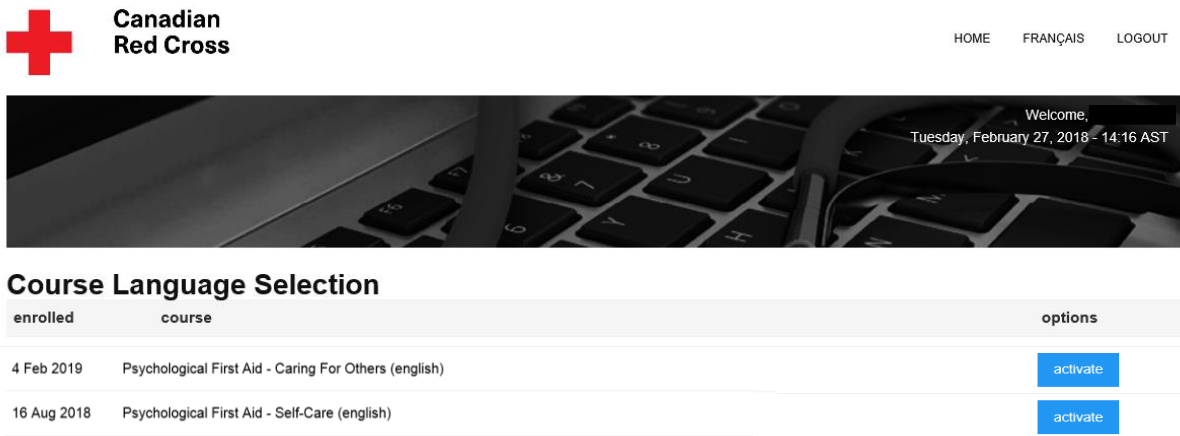 Canadian
Red Cross
HOME FRANÇAIS LOGOUT
Welcome,
Tuesday, February 27, 2018 - 14:16 AST
Course Language Selection
enrolled course options
4 Feb 2019 Psychological First Aid - Caring For Others (english) activate
16 Aug 2018 Psychological First Aid - Self-Care (english) activate